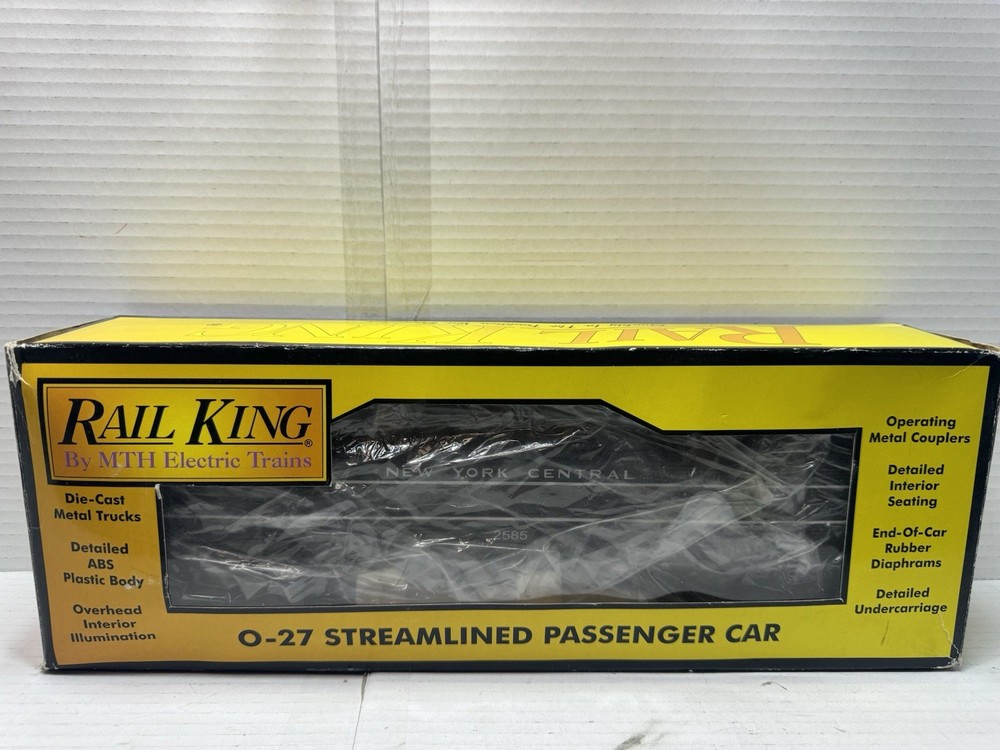 RAIL KING
RAIL KING®
By MTH Electric Trains
Die-Cast
Metal Trucks
Detailed
ABS
Plastic Body
Overhead
Interior
Illumination
NEW YORK CENTRAL
2585
Operating
Metal Couplers
Detailed
Interior
Seating
End-Of-Car
Rubber
Diaphrams
Detailed
Undercarriage
O-27 STREAMLINED PASSENGER CAR